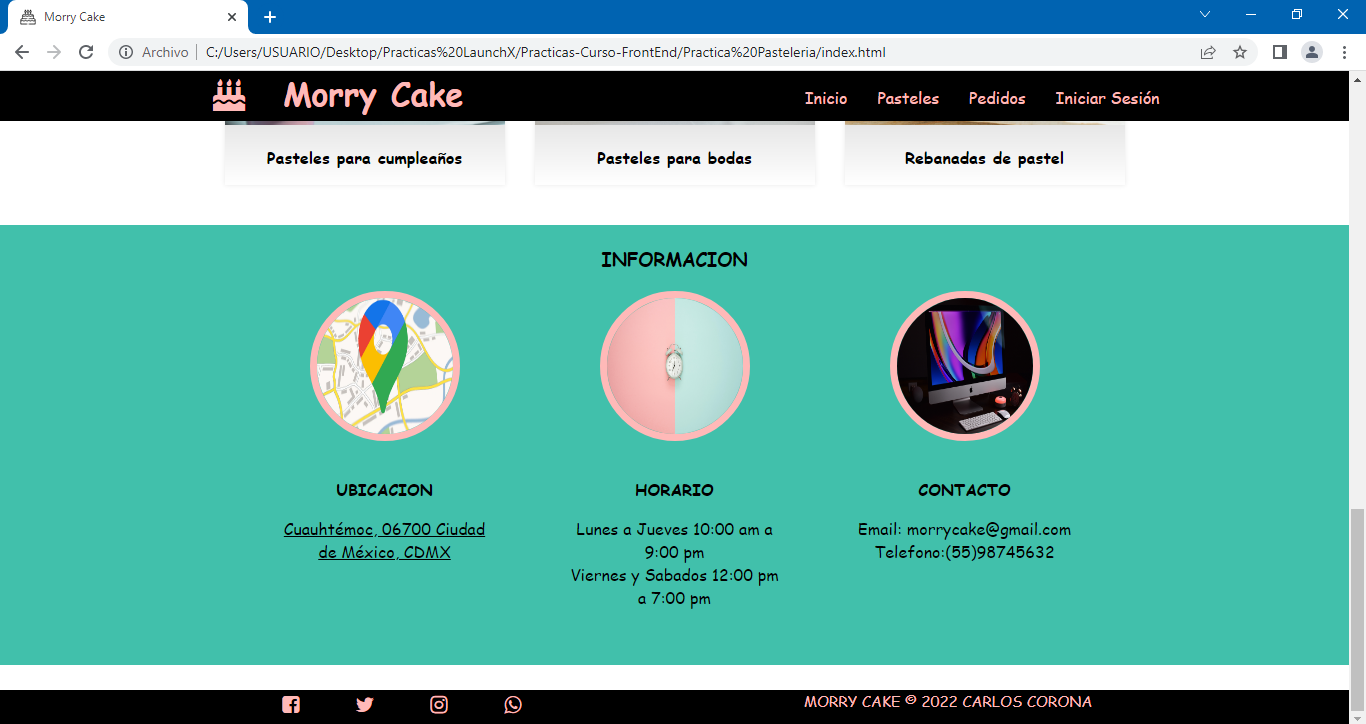 Morry Cake
Archivo
C:/Users/USUARIO/Desktop/Practicas%20LaunchX/Practicas-Curso-FrontEnd/Practica%20Pasteleria/index.html
Morry Cake
Inicio
Pasteles
Pedidos
Iniciar Sesión
Pasteles para cumpleaños
Pasteles para bodas
Rebanadas de pastel
INFORMACION
UBICACION
Cuauhtémoc, 06700 Ciudad
de México, CDMX
HORARIO
Lunes a Jueves 10:00 am a
9:00 pm
Viernes y Sabados 12:00 pm
a 7:00 pm
CONTACTO
Email: morrycake@gmail.com
Telefono:(55)98745632
MORRY CAKE © 2022 CARLOS CORONA